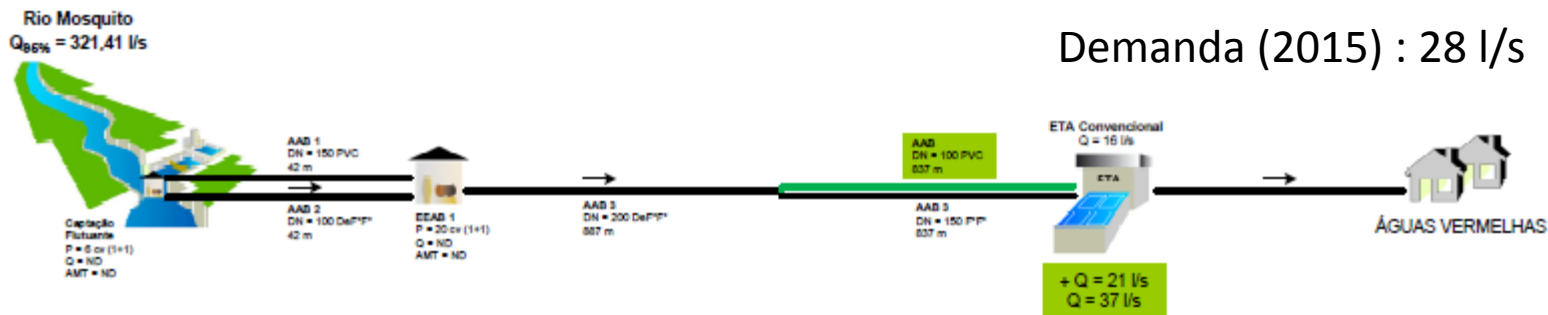 Rio Mosquito
Q95% = 321,41 l/s
Demanda (2015) : 28 l/s
AAB 1
DN = 150 PVC
42 m
AAB 2
DN = 100 DeFºFº
42 m
Captação
Flutuante
P = 6 cv (1+1)
Q = ND
AMT = ND
EEAB 1
P = 20 cv (1+1)
Q = ND
AMT = ND
AAB 3
DN = 200 DeFºFº
887 m
AAB
DN = 100 PVC
837 m
AAB 3
DN = 150 FºFº
837 m
ETA Convencional
Q = 16 l/s
ETA
+ Q = 21 l/s
Q = 37 l/s
ÁGUAS VERMELHAS